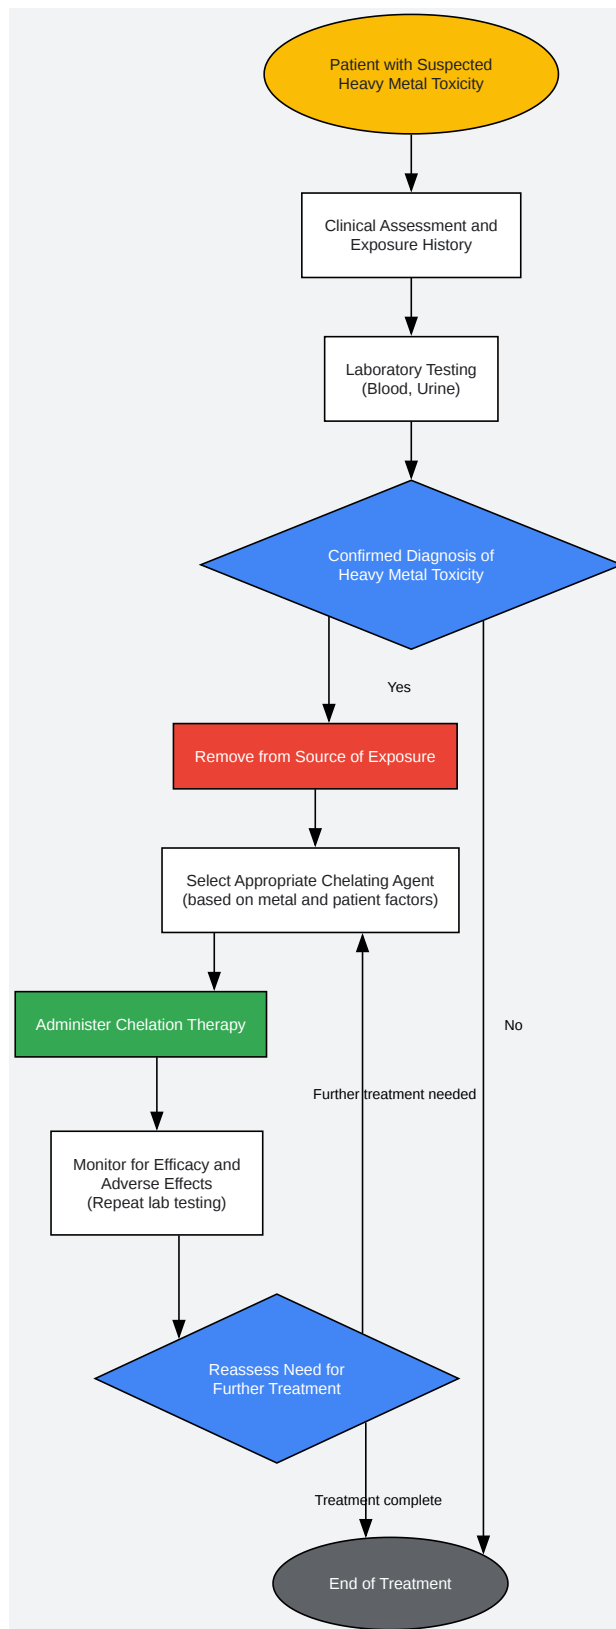 Patient with Suspected
Heavy Metal Toxicity
Clinical Assessment and
Exposure History
Laboratory Testing
(Blood, Urine)
Confirmed Diagnosis of
Heavy Metal Toxicity
Yes
Remove from Source of Exposure
Select Appropriate Chelating Agent
(based on metal and patient factors)
Administer Chelation Therapy
No
Further treatment needed
Monitor for Efficacy and
Adverse Effects
(Repeat lab testing)
Reassess Need for
Further Treatment
Treatment complete
End of Treatment